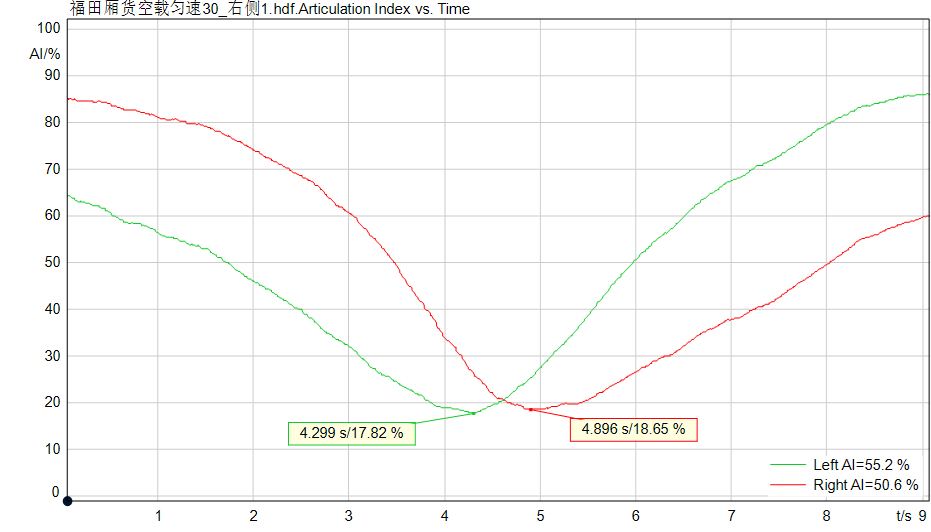 福田厢货空载匀速30_右侧1.hdf.Articulation Index vs. Time
100
AI/%
90
80
70
60
50
40
30
20
10
0
4.299 s/17.82 %
4.896 s/18.65 %
Left AI=55.2 %
Right AI=50.6 %
1 2 3 4 5 6 7 8 t/s 9